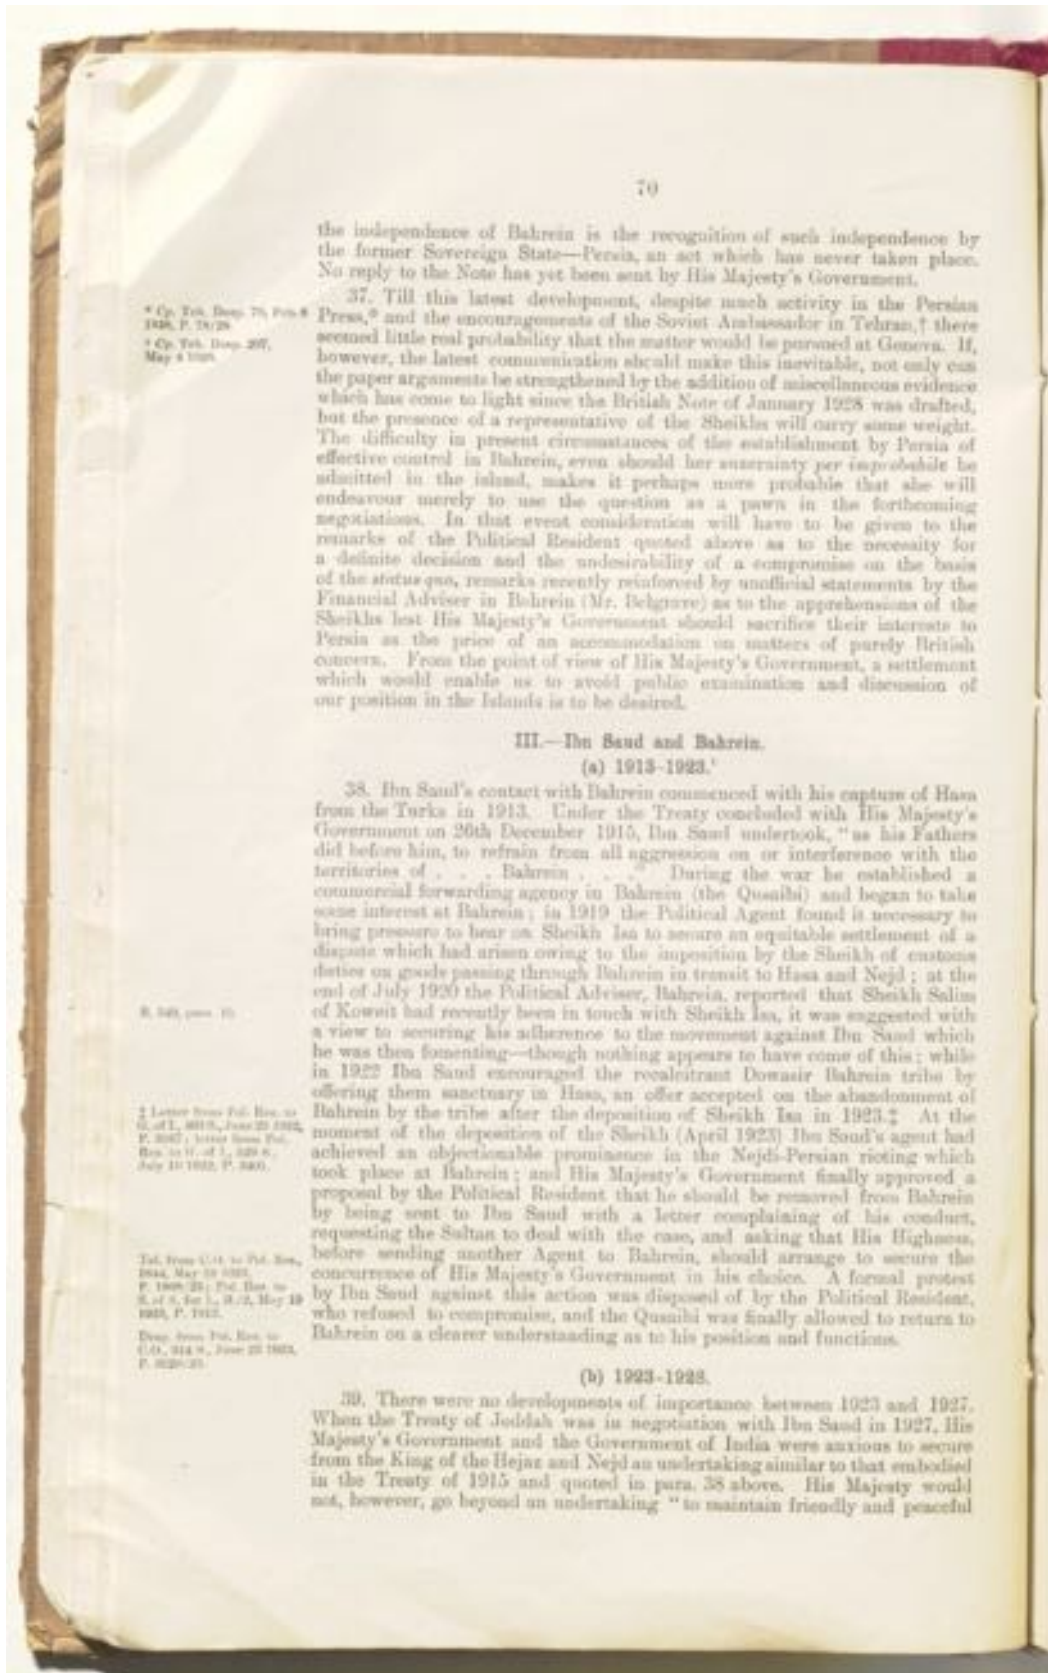 70
the independence of Bahrein is the recognition of such independence by
the former Sovereign State—Persia, an act which has never taken place.
No reply to the Note has yet been sent by His Majesty's Government.
37. Till this latest development, despite much activity in the Persian
Press,* and the encouragements of the Soviet Ambassador in Tehran,† there
seemed little real probability that the matter would be pursued at Geneva. If,
however, the latest communication should make this inevitable, not only can
the paper arguments be strengthened by the addition of miscellaneous evidence
which has come to light since the British Note of January 1928 was drafted,
but the presence of a representative of the Sheikhs will carry some weight.
The difficulty in present circumstances of the establishment by Persia of
effective control in Bahrein, even should her suzerainty per improbabile be
admitted in the island, makes it perhaps more probable that she will
endeavour merely to use the question as a pawn in the forthcoming
negotiations. In that event consideration will have to be given to the
remarks of the Political Resident quoted above as to the necessity for
a definite decision and the undesirability of a compromise on the basis
of the status quo, remarks recently reinforced by unofficial statements by the
Financial Adviser in Bahrein (Mr. Belgrave) as to the apprehensions of the
Sheikhs lest His Majesty's Government should sacrifice their interests to
Persia as the price of an accommodation on matters of purely British
concern. From the point of view of His Majesty's Government, a settlement
which would enable us to avoid public examination and discussion of
our position in the Islands is to be desired.
* Cp. Teh. Desp.
† Cp. Teh. Desp. 207,
May
III.—Ibn Saud and Bahrein.
(a) 1913–1923.
38. Ibn Saud's contact with Bahrein commenced with his capture of Hasa
from the Turks in 1913. Under the Treaty concluded with His Majesty's
Government on 26th December 1915, Ibn Saud undertook, "as his Fathers
did before him, to refrain from all aggression on or interference with the
territories of . . . Bahrein . . ." During the war he established a
commercial forwarding agency in Bahrein (the Qusaibi) and began to take
some interest at Bahrein; in 1919 the Political Agent found it necessary to
bring pressure to bear on Sheikh Isa to secure an equitable settlement of a
dispute which had arisen owing to the imposition by the Sheikh of customs
duties on goods passing through Bahrein in transit to Hasa and Nejd; at the
end of July 1920 the Political Adviser, Bahrein, reported that Sheikh Salim
of Koweit had recently been in touch with Sheikh Isa, it was suggested with
a view to securing his adherence to the movement against Ibn Saud which
he was then fomenting—though nothing appears to have come of this; while
in 1922 Ibn Saud encouraged the recalcitrant Dowasir Bahrein tribe by
offering them sanctuary in Hasa, an offer accepted on the abandonment of
Bahrein by the tribe after the deposition of Sheikh Isa in 1923.‡ At the
moment of the deposition of the Sheikh (April 1923) Ibn Saud's agent had
achieved an objectionable prominence in the Nejdi-Persian rioting which
took place at Bahrein; and His Majesty's Government finally approved a
proposal by the Political Resident that he should be removed from Bahrein
by being sent to Ibn Saud with a letter complaining of his conduct,
requesting the Sultan to deal with the case, and asking that His Highness,
before sending another Agent to Bahrein, should arrange to secure the
concurrence of His Majesty's Government in his choice. A formal protest
by Ibn Saud against this action was disposed of by the Political Resident,
who refused to compromise, and the Qusaibi was finally allowed to return to
Bahrein on a clearer understanding as to his position and functions.
‡ Letter from Pol. Res. to
letter from Pol.
Res. to G. of I.,
Tel. from C.O. to Pol. Res.,
Pol. Res. to
Desp. from Pol. Res. to
C.O.,
(b) 1923–1928.
39. There were no developments of importance between 1923 and 1927.
When the Treaty of Jeddah was in negotiation with Ibn Saud in 1927, His
Majesty's Government and the Government of India were anxious to secure
from the King of the Hejaz and Nejd an undertaking similar to that embodied
in the Treaty of 1915 and quoted in para. 38 above. His Majesty would
not, however, go beyond an undertaking "to maintain friendly and peaceful